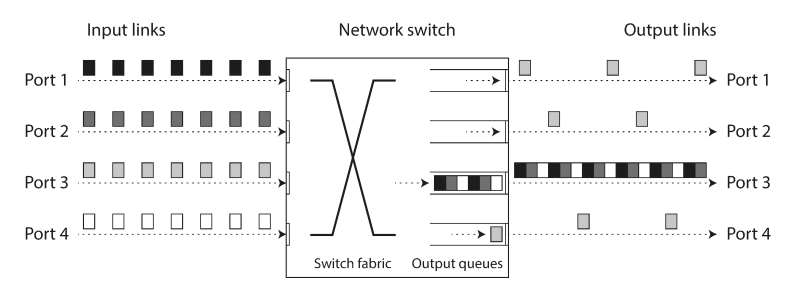 Input links Network switch Output links
Port 1 Port 1
Port 2 Port 2
Port 3 Port 3
Port 4 Port 4
Switch fabric Output queues